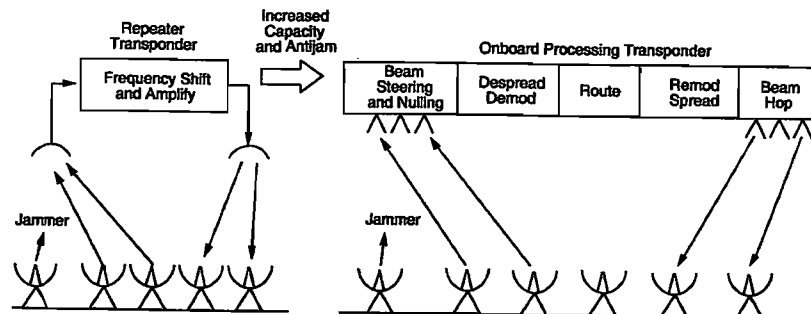 Repeater
Transponder
Frequency Shift
and Amplify
Jammer
Increased
Capacity
and Antijam
Onboard Processing Transponder
Beam
Steering
and Nulling
Despread
Demod
Route
Remod
Spread
Beam
Hop
Jammer